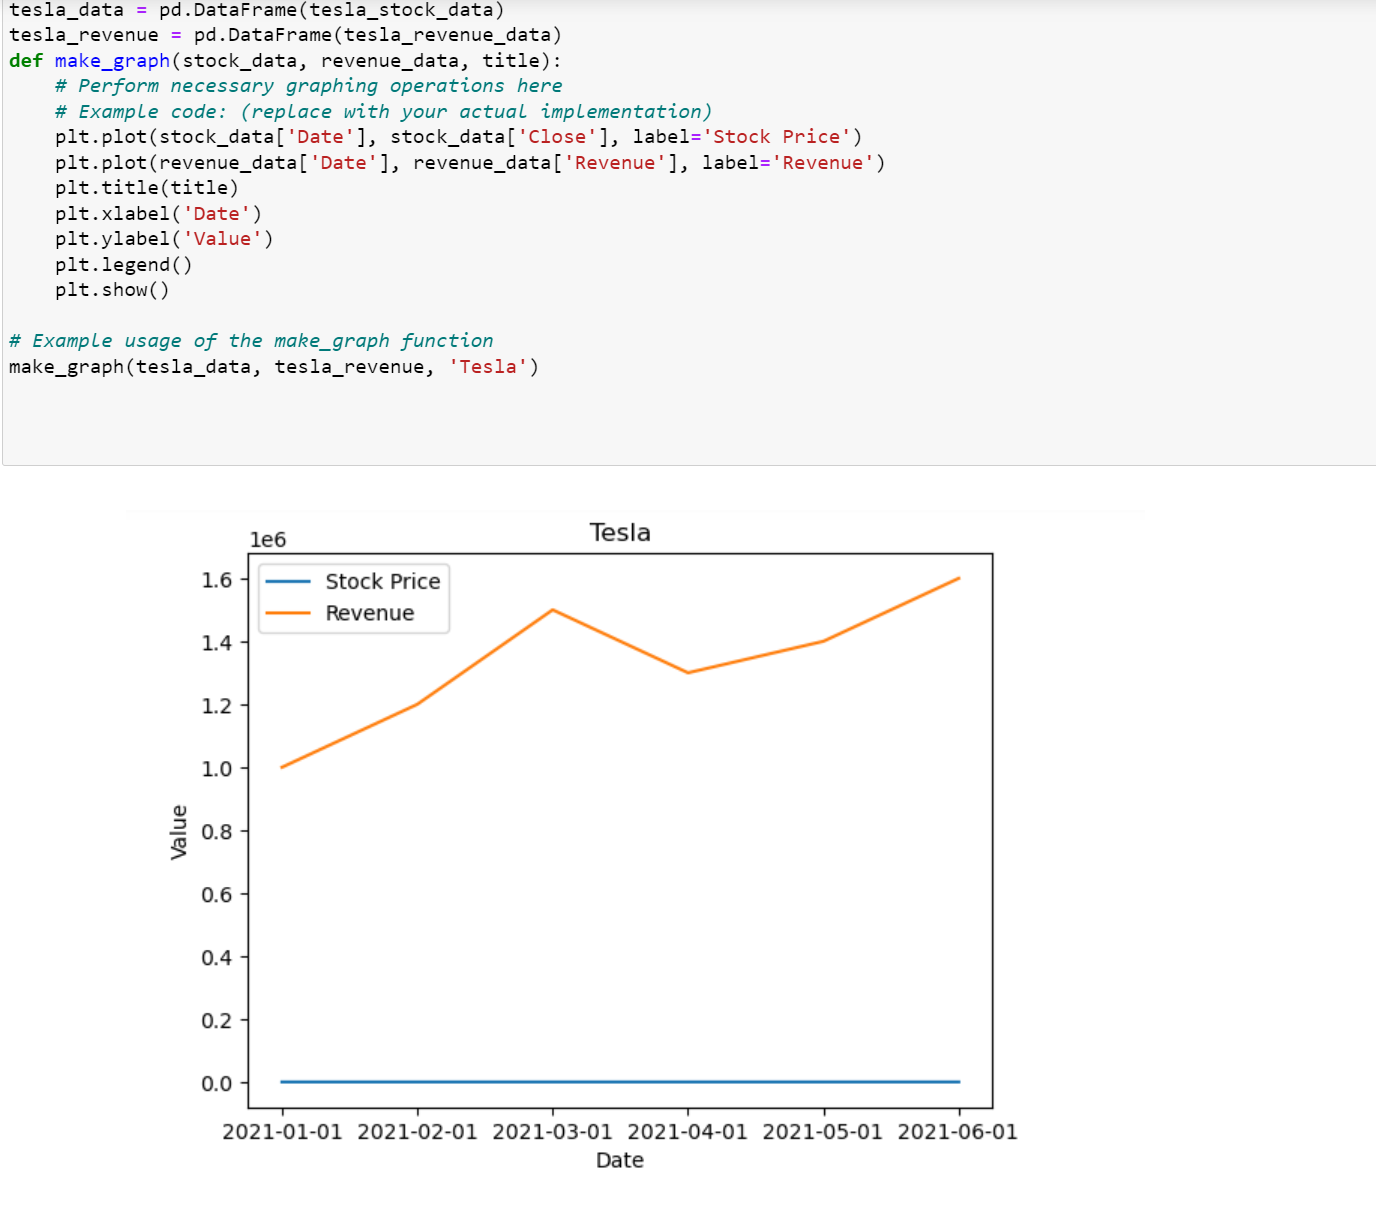 tesla_data = pd.DataFrame(tesla_stock_data)
tesla_revenue = pd.DataFrame(tesla_revenue_data)
def make_graph(stock_data, revenue_data, title):
    # Perform necessary graphing operations here
    # Example code: (replace with your actual implementation)
    plt.plot(stock_data['Date'], stock_data['Close'], label='Stock Price')
    plt.plot(revenue_data['Date'], revenue_data['Revenue'], label='Revenue')
    plt.title(title)
    plt.xlabel('Date')
    plt.ylabel('Value')
    plt.legend()
    plt.show()
# Example usage of the make_graph function
make_graph(tesla_data, tesla_revenue, 'Tesla')
Tesla
1e6
Stock Price
Revenue
1.6
1.4
1.2
1.0
0.8
0.6
0.4
0.2
0.0
Value
2021-01-01 2021-02-01 2021-03-01 2021-04-01 2021-05-01 2021-06-01
Date